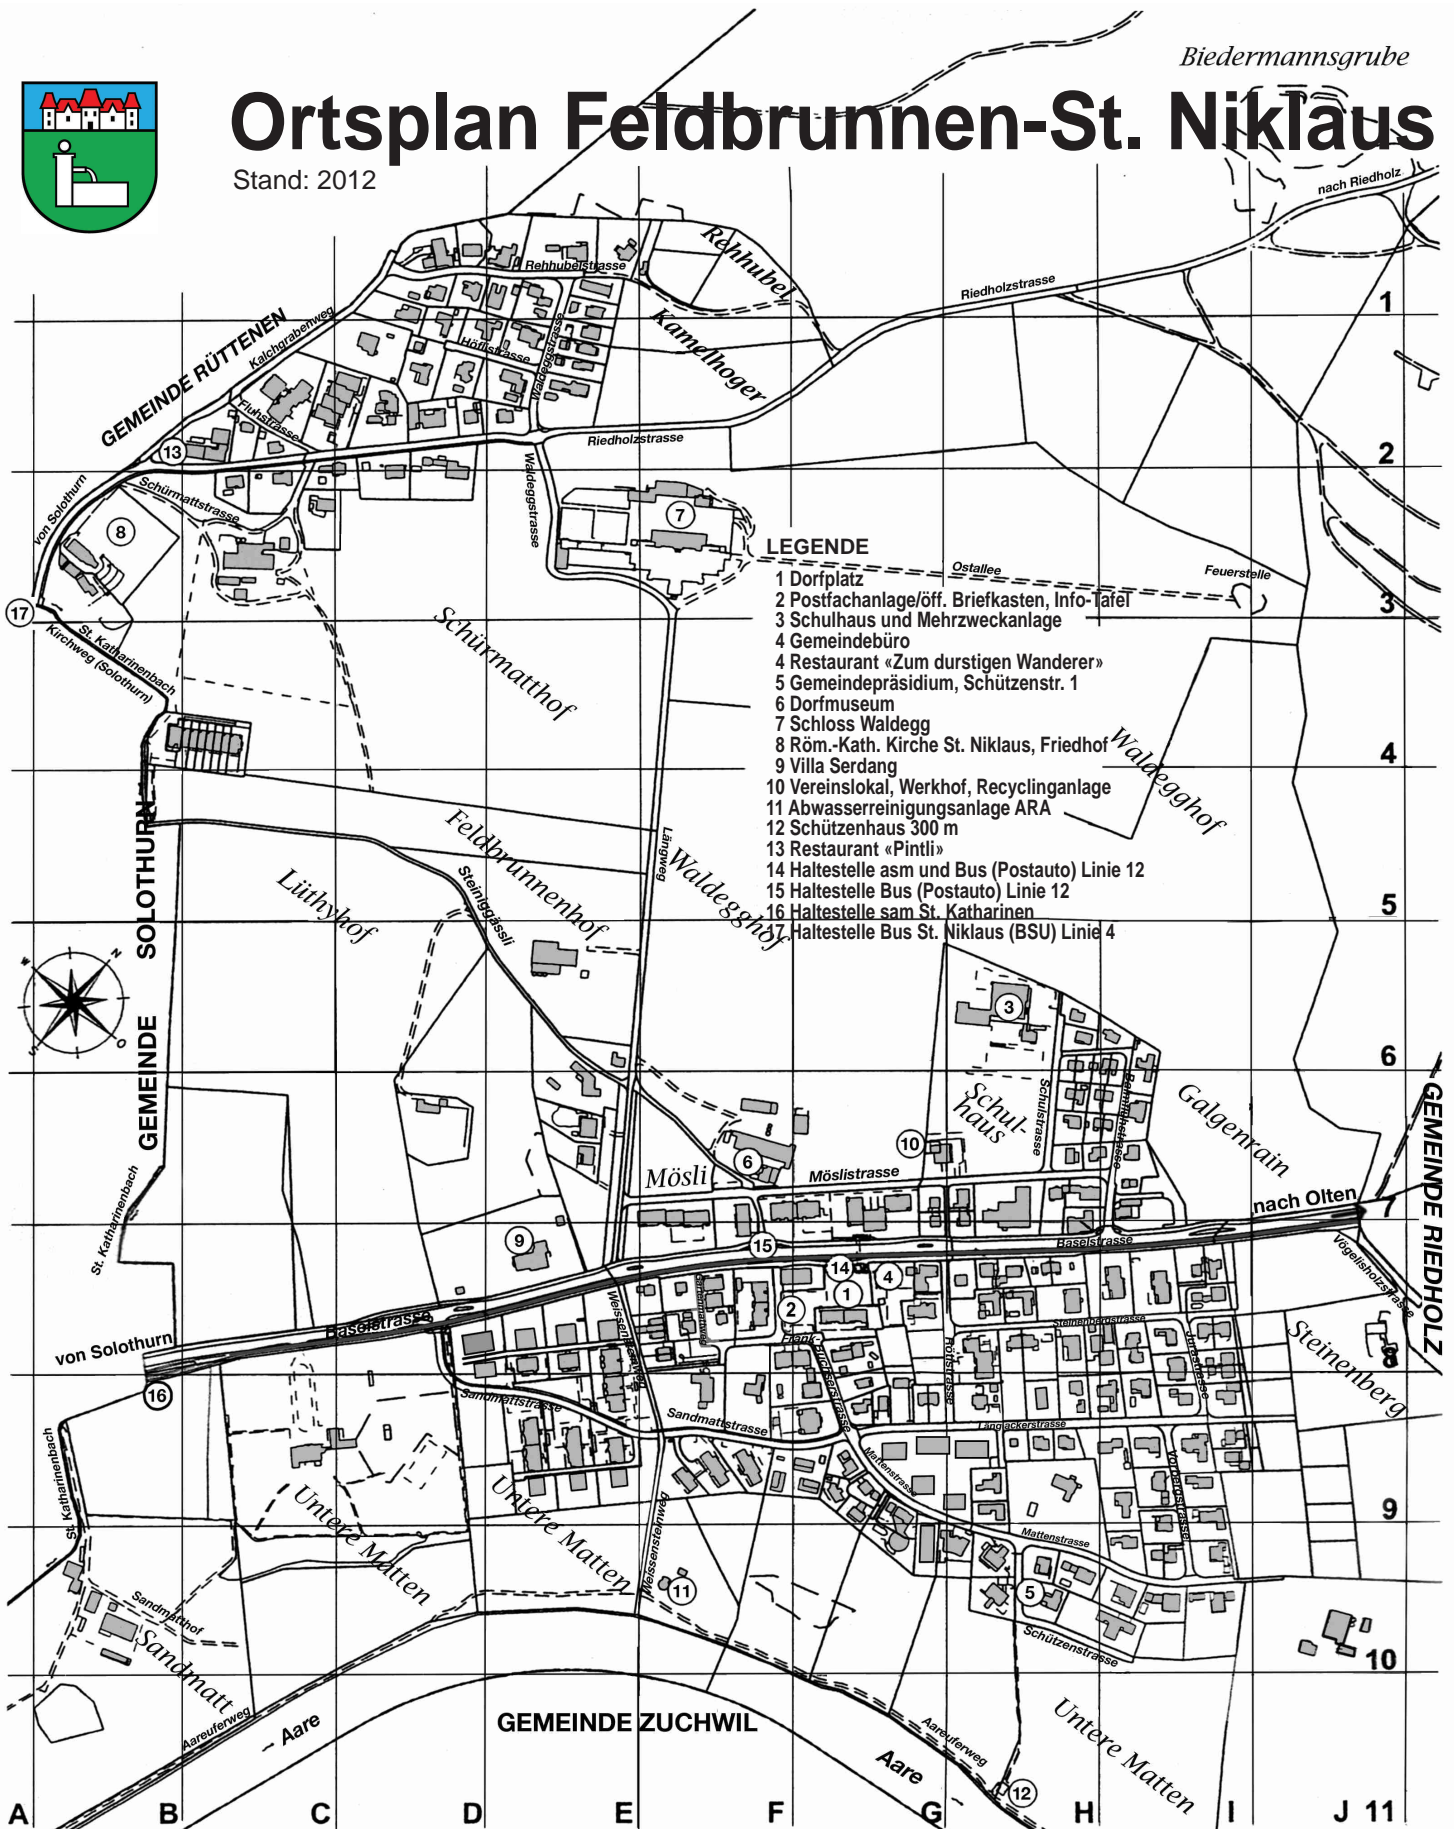 Biedermannsgrube
Ortsplan Feldbrunnen-St. Niklaus
Stand: 2012
nach Riedholz
Rehhubel
Rehhubelstrasse
Riedholzstrasse
1
GEMEINDE RÜTTENEN
Kalchgrabenweg
Höflistrasse
Waldeggstrasse
Kamelhoger
Fluhstrasse
13
Riedholzstrasse
2
von Solothurn
Schürmattstrasse
Waldeggstrasse
8
7
LEGENDE
1 Dorfplatz
2 Postfachanlage/öff. Briefkasten, Info-Tafel
3 Schulhaus und Mehrzweckanlage
4 Gemeindebüro
4 Restaurant «Zum durstigen Wanderer»
5 Gemeindepräsidium, Schützenstr. 1
6 Dorfmuseum
7 Schloss Waldegg
8 Röm.-Kath. Kirche St. Niklaus, Friedhof
9 Villa Serdang
10 Vereinslokal, Werkhof, Recyclinganlage
11 Abwasserreinigungsanlage ARA
12 Schützenhaus 300 m
13 Restaurant «Pintli»
14 Haltestelle asm und Bus (Postauto) Linie 12
15 Haltestelle Bus (Postauto) Linie 12
16 Haltestelle sam St. Katharinen
17 Haltestelle Bus St. Niklaus (BSU) Linie 4
Ostallee
Feuerstelle
3
17
St. Katharinenbach
Kirchweg (Solothurn)
Schürmatthof
Waldegghof
4
GEMEINDE SOLOTHURN
Feldbrunnenhof
Längweg
Waldegghof
Lüthyhof
Steiniggässli
5
W
N
S
O
3
6
Schul-
haus
Schulstrasse
Galgenrain
GEMEINDE RIEDHOLZ
10
6
Mösli
Möslistrasse
St. Katharinenbach
St. Katharinenbach
nach Olten
7
9
15
Baselstrasse
Vögelisholzstrasse
14
4
1
2
Baselstrasse
von Solothurn
Steinenbergstrasse
Steinenberg
Jurastrasse
8
Frank-
Buchserstrasse
16
Sandmattstrasse
Sandmattstrasse
Länglackerstrasse
Mattenstrasse
Untere Matten
Untere Matten
Weissensteinweg
9
Mattenstrasse
11
5
Sandmatthof
Sandmatt
Schützenstrasse
10
Aareuferweg
Aare
GEMEINDE ZUCHWIL
Aareuferweg
Aare
Untere Matten
12
A B C D E F G H I J 11